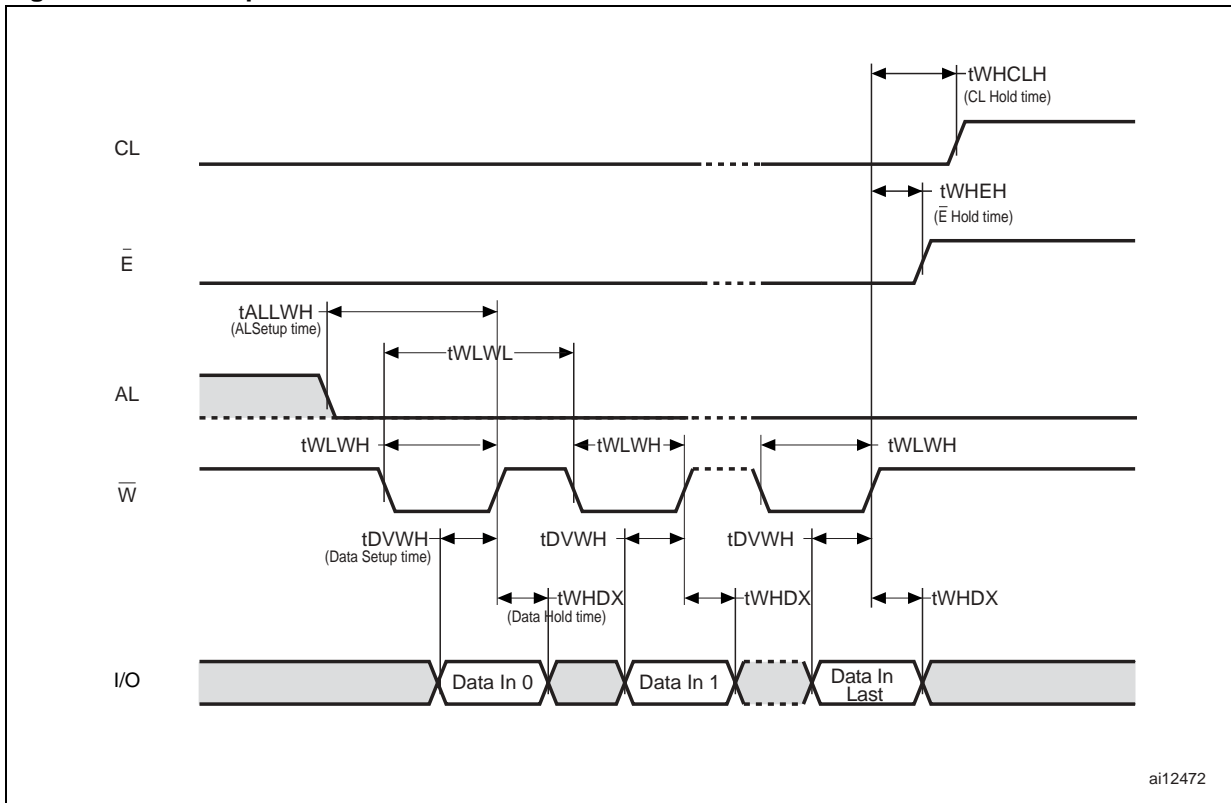 tWHCLH
(CL Hold time)
CL
tWHEH
(E̅ Hold time)
E̅
tALLWH
(ALSetup time)
tWLWL
AL
tWLWH
tWLWH
tWLWH
W̅
tDVWH
(Data Setup time)
tDVWH
tDVWH
tWHDX
(Data Hold time)
tWHDX
tWHDX
I/O
Data In 0
Data In 1
Data In
Last
ai12472